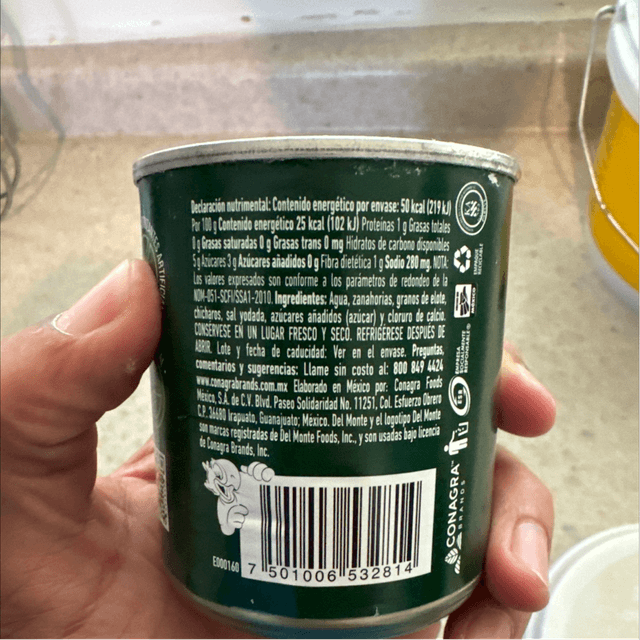 Declaración nutrimental: Contenido energético por envase: 50 kcal (219 kJ)
Por 100 g Contenido energético 25 kcal (102 kJ) Proteínas 1 g Grasas totales
0 g Grasas saturadas 0 g Grasas trans 0 mg Hidratos de carbono disponibles
5 g Azúcares 3 g Azúcares añadidos 0 g Fibra dietética 1 g Sodio 280 mg. NOTA:
Los valores expresados son conforme a los parámetros de redondeo de la
NOM-051-SCFI/SSA1-2010. Ingredientes: Agua, zanahorias, granos de elote,
chícharos, sal yodada, azúcares añadidos (azúcar) y cloruro de calcio.
CONSÉRVESE EN UN LUGAR FRESCO Y SECO. REFRIGÉRESE DESPUÉS DE
ABRIR. Lote y fecha de caducidad: Ver en el envase. Preguntas,
comentarios y sugerencias: Llame sin costo al: 800 849 4424
www.conagrabrands.com.mx Elaborado en México por: Conagra Foods
México, S.A. de C.V. Blvd. Paseo Solidaridad No. 11251, Col. Esfuerzo Obrero
C.P. 36680 Irapuato, Guanajuato; México. Del Monte y el logotipo Del Monte
son marcas registradas de Del Monte Foods, Inc., y son usadas bajo licencia
de Conagra Brands, Inc.
ED00160
7 501006 532814
CONAGRA
BRANDS
EMPRESA
SOCIALMENTE
RESPONSABLE